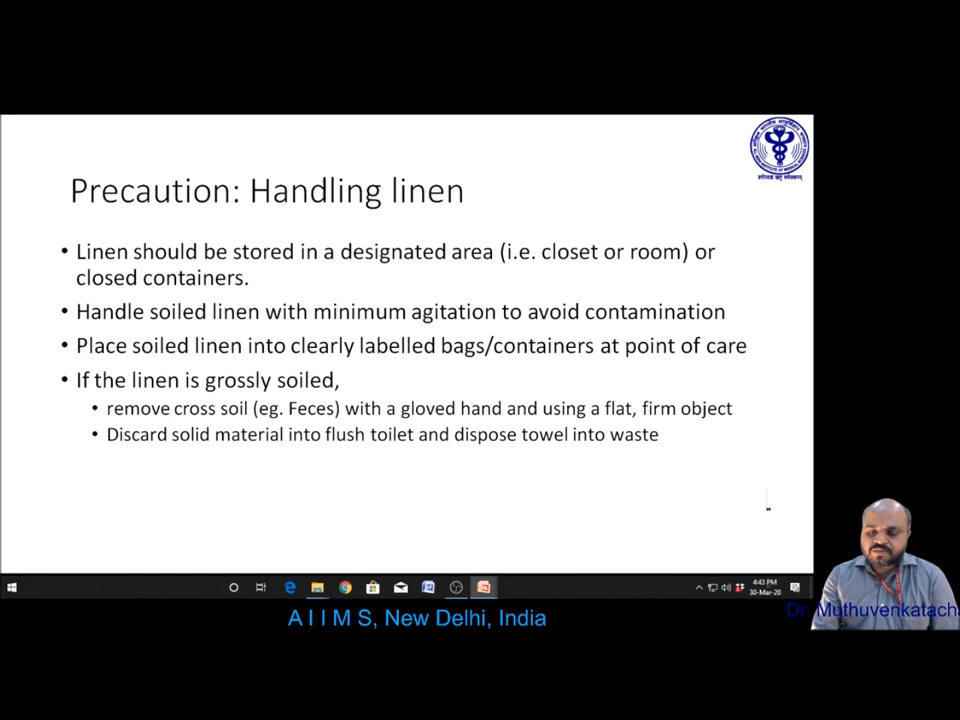 Precaution: Handling linen
• Linen should be stored in a designated area (i.e. closet or room) or
closed containers.
• Handle soiled linen with minimum agitation to avoid contamination
• Place soiled linen into clearly labelled bags/containers at point of care
• If the linen is grossly soiled,
• remove cross soil (eg. Feces) with a gloved hand and using a flat, firm object
• Discard solid material into flush toilet and dispose towel into waste
4:43 PM
30-Mar-20
Dr. Muthuvenkatach
A I I M S, New Delhi, India